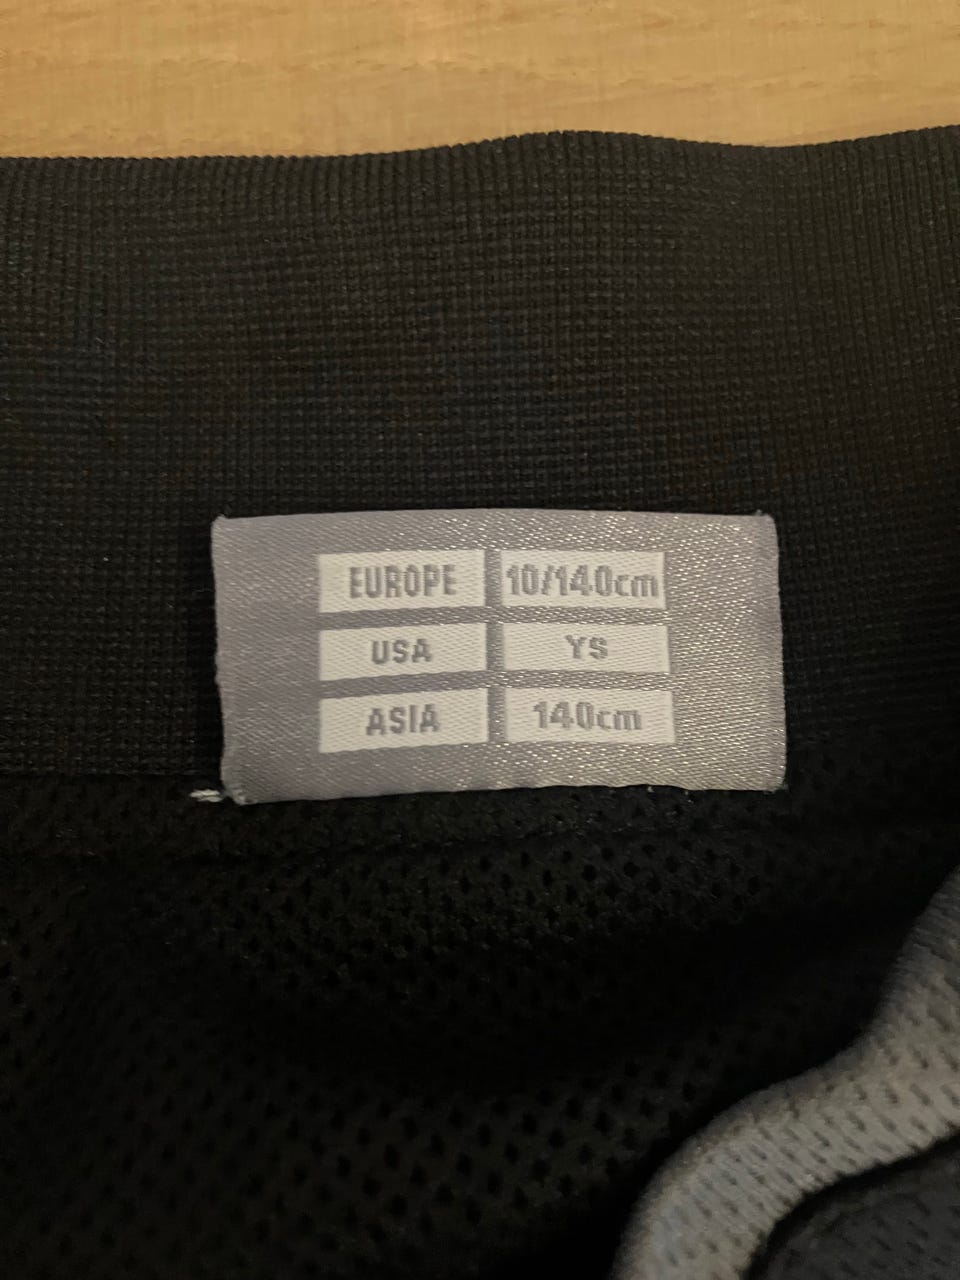 EUROPE 10/140cm
USA YS
ASIA 140cm